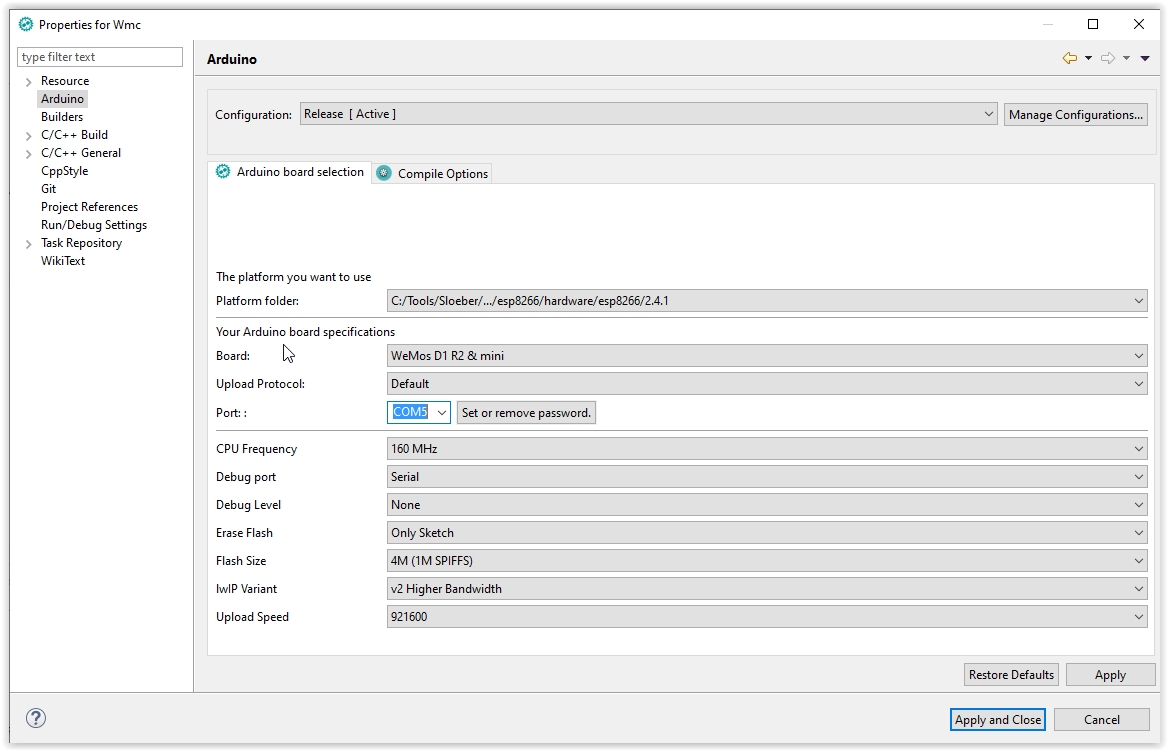 Properties for Wmc
type filter text
Resource
Arduino
Builders
C/C++ Build
C/C++ General
CppStyle
Git
Project References
Run/Debug Settings
Task Repository
WikiText
Arduino
Configuration: Release [ Active ] Manage Configurations...
Arduino board selection Compile Options
The platform you want to use
Platform folder: C:/Tools/Sloeber/.../esp8266/hardware/esp8266/2.4.1
Your Arduino board specifications
Board: WeMos D1 R2 & mini
Upload Protocol: Default
Port: : COM5 Set or remove password.
CPU Frequency 160 MHz
Debug port Serial
Debug Level None
Erase Flash Only Sketch
Flash Size 4M (1M SPIFFS)
lwIP Variant v2 Higher Bandwidth
Upload Speed 921600
Restore Defaults Apply
? Apply and Close Cancel